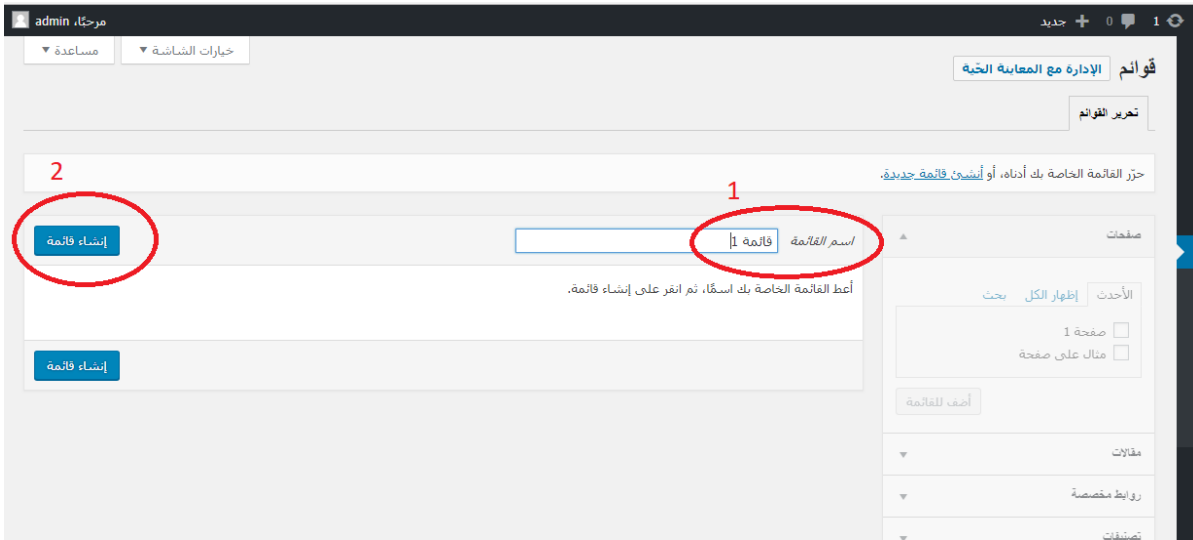 1 0 جديد مرحبًا، admin
خيارات الشاشة مساعدة
قوائم الإدارة مع المعاينة الحّية
تحرير القوائم
حرّر القائمة الخاصة بك أدناه، أو أنشئ قائمة جديدة.
1
2
صفحات
الأحدث إظهار الكل بحث
صفحة 1
مثال على صفحة
أضف للقائمة
مقالات
روابط مخصصة
تصنيفات
اسم القائمة قائمة 1
إنشاء قائمة
أعط القائمة الخاصة بك اسمًا، ثم انقر على إنشاء قائمة.
إنشاء قائمة